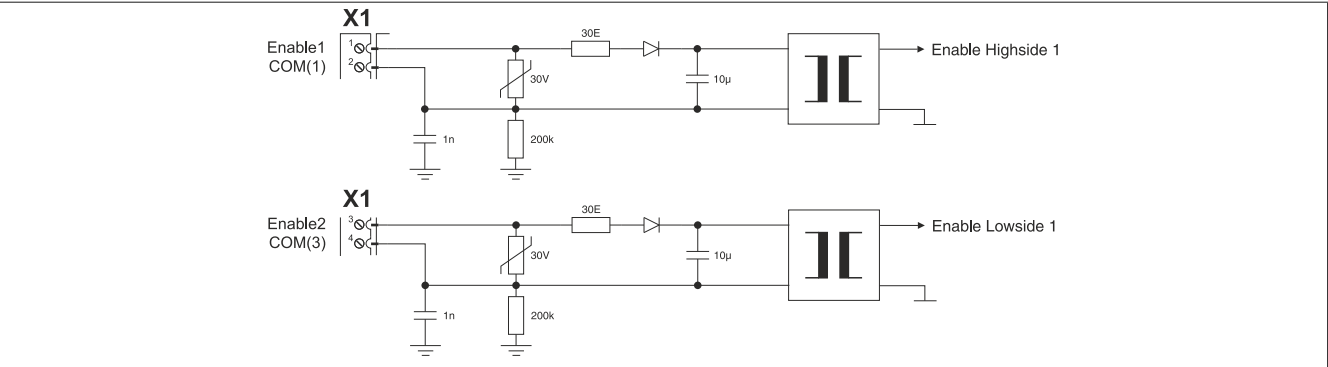 X1
30E
Enable1
1
Enable Highside 1
COM(1)
2
30V
10µ
1n
200k
X1
30E
Enable2
3
Enable Lowside 1
COM(3)
4
30V
10µ
1n
200k